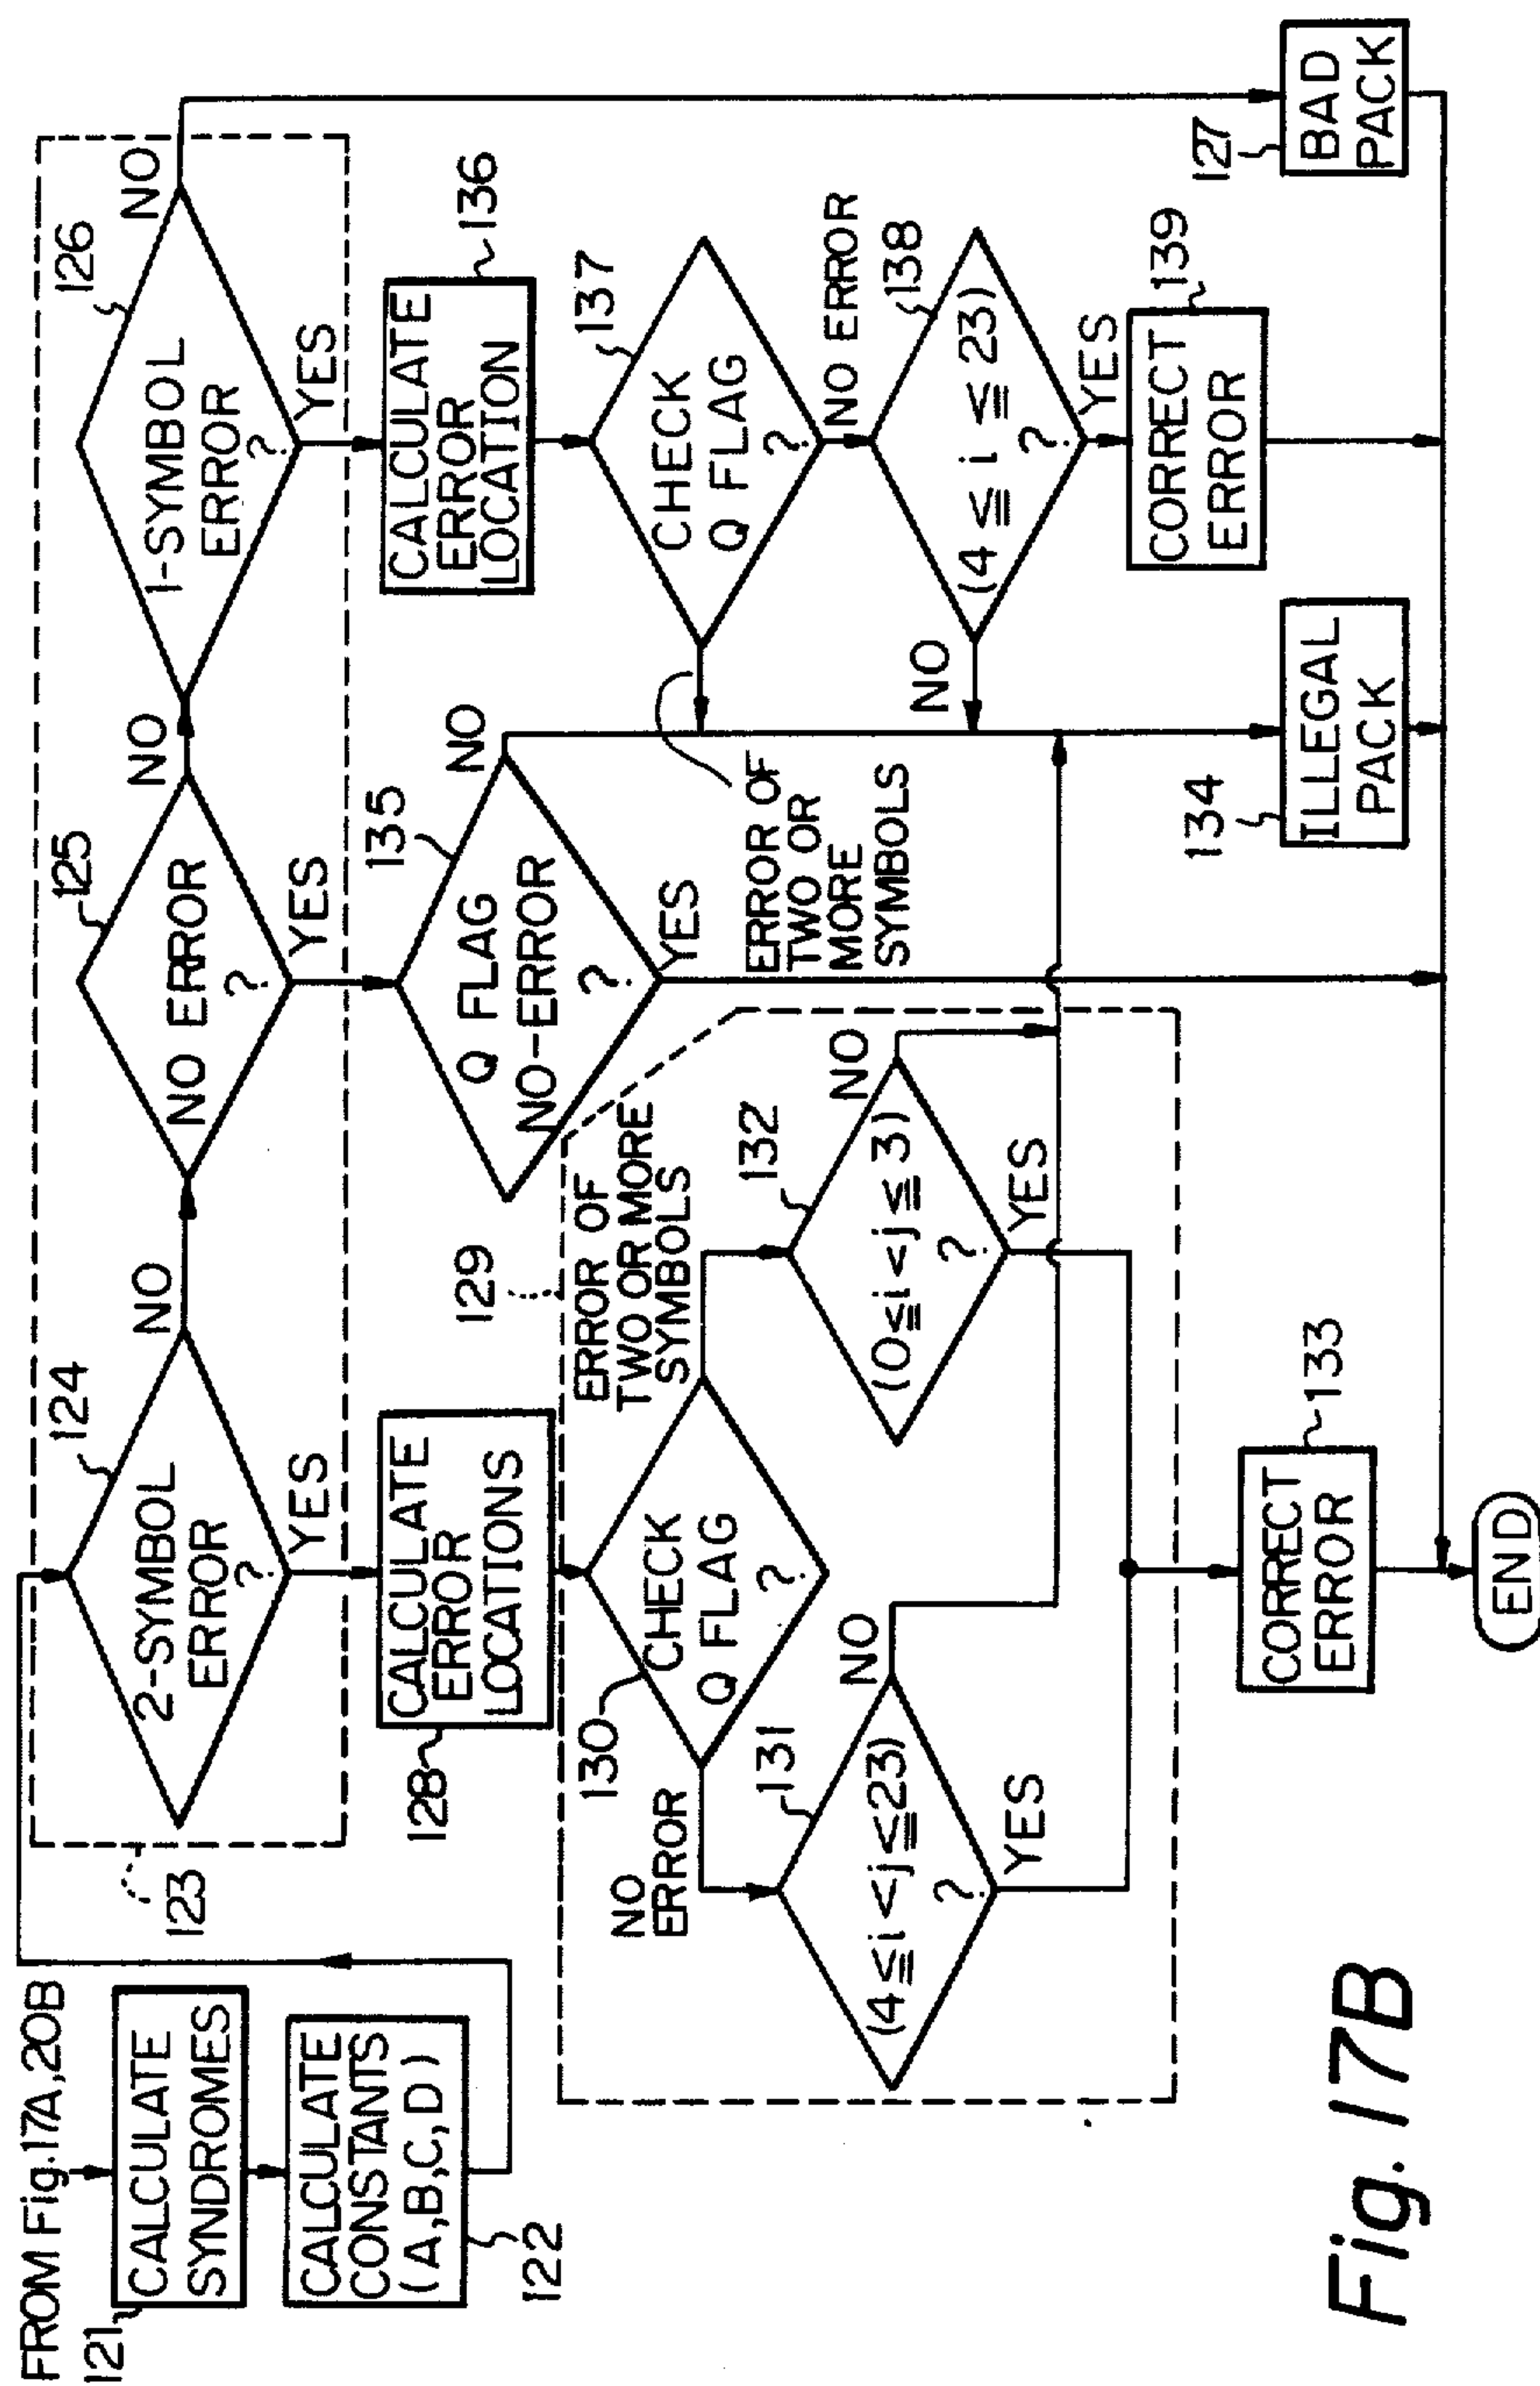 FROM Fig.17A,20B
121
CALCULATE
SYNDROMES
CALCULATE
CONSTANTS
(A,B,C,D)
122
123
124
2-SYMBOL
ERROR
?
NO
YES
125
NO ERROR
?
NO
YES
126
1-SYMBOL
ERROR
?
NO
YES
128
CALCULATE
ERROR
LOCATIONS
129
130
CHECK
Q FLAG
?
NO
ERROR
ERROR OF
TWO OR MORE
SYMBOLS
131
(4≦i<j≦23)
?
NO
YES
132
(0≦i<j≦3)
?
NO
YES
133
CORRECT
ERROR
END
135
Q FLAG
NO-ERROR
?
NO
YES
136
CALCULATE
ERROR
LOCATION
137
CHECK
Q FLAG
?
NO ERROR
ERROR OF
TWO OR
MORE
SYMBOLS
138
(4≦i≦23)
?
NO
YES
139
CORRECT
ERROR
134
ILLEGAL
PACK
127
BAD
PACK
Fig. 17B